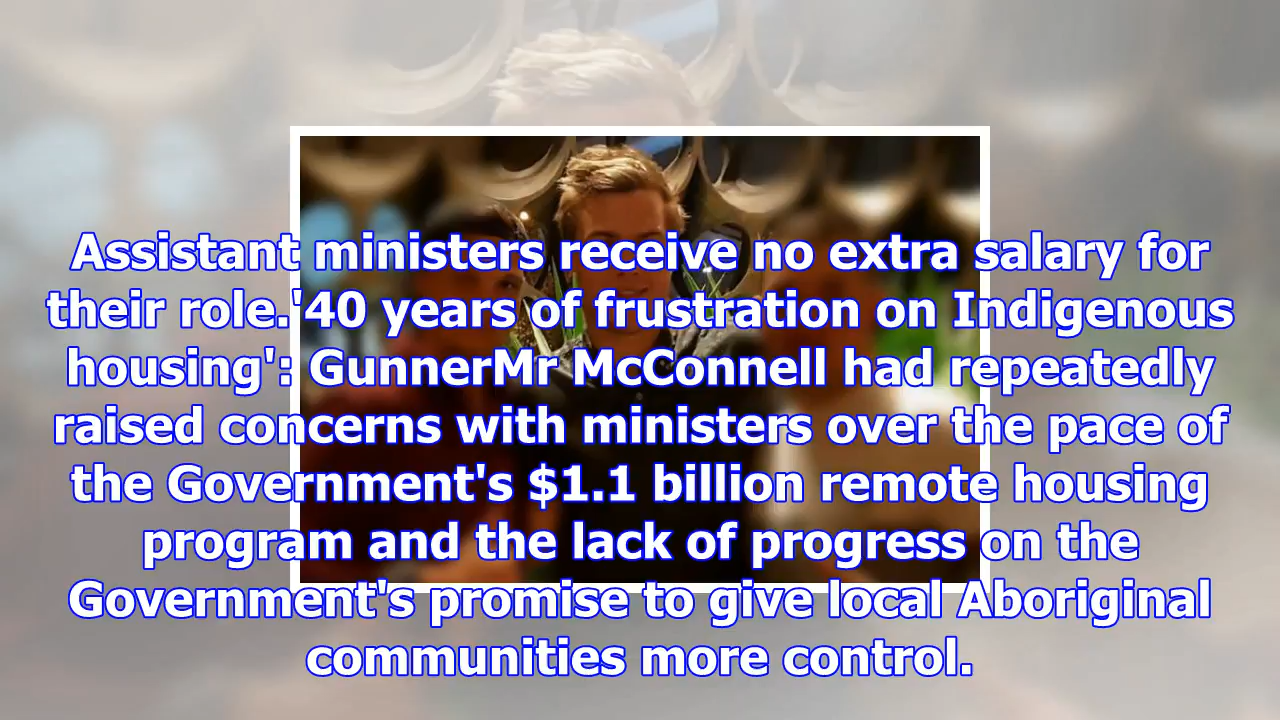 Assistant ministers receive no extra salary for
their role.'40 years of frustration on Indigenous
housing': GunnerMr McConnell had repeatedly
raised concerns with ministers over the pace of
the Government's $1.1 billion remote housing
program and the lack of progress on the
Government's promise to give local Aboriginal
communities more control.